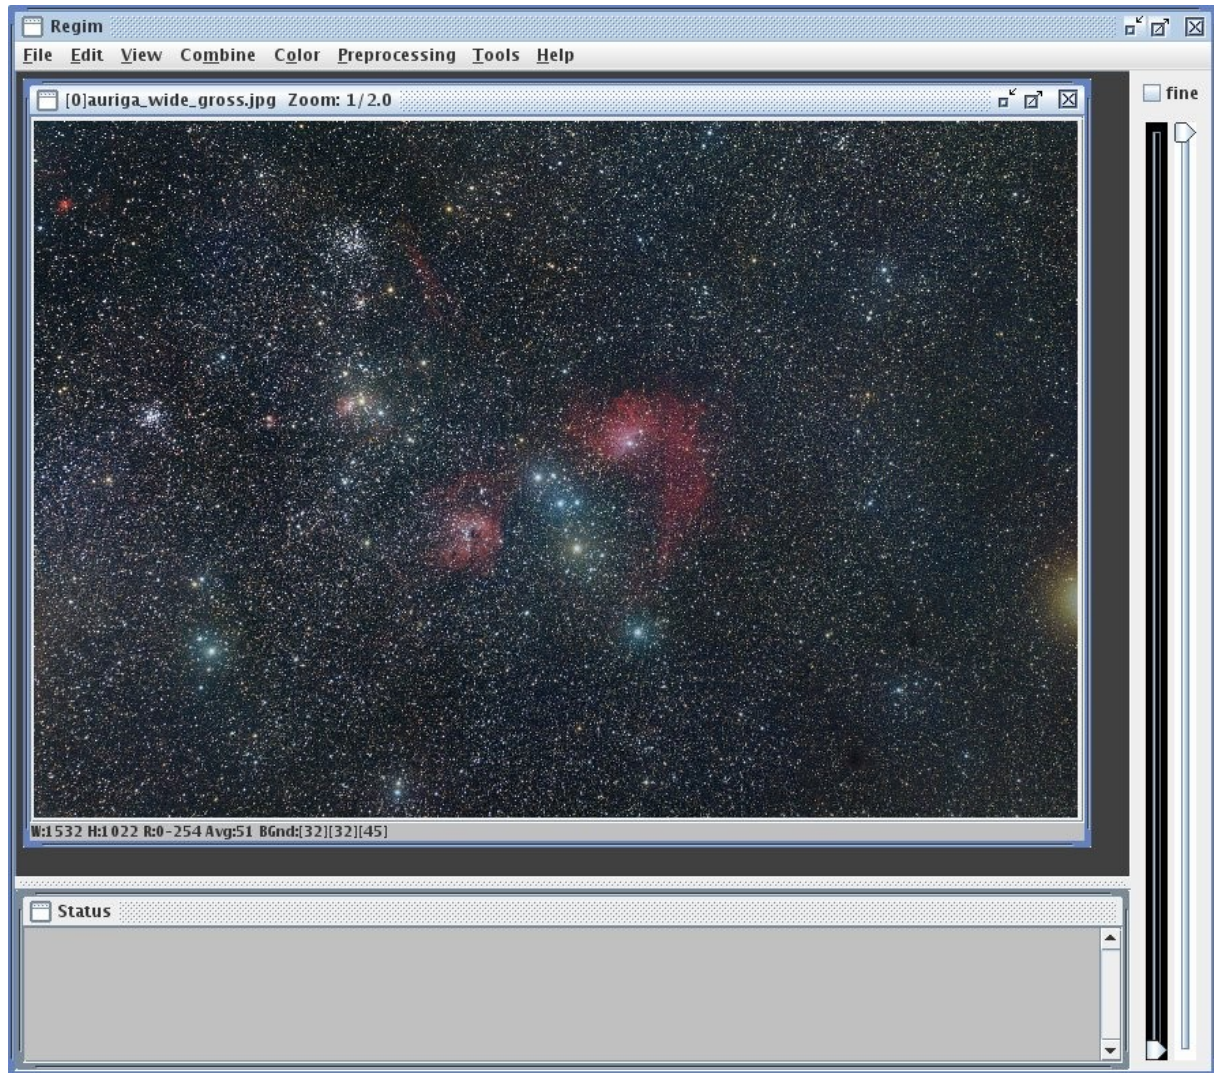 Regim
File Edit View Combine Color Preprocessing Tools Help
[0]auriga_wide_gross.jpg Zoom: 1/2.0
fine
W:1532 H:1022 R:0-254 Avg:51 BGnd:[32][32][45]
Status